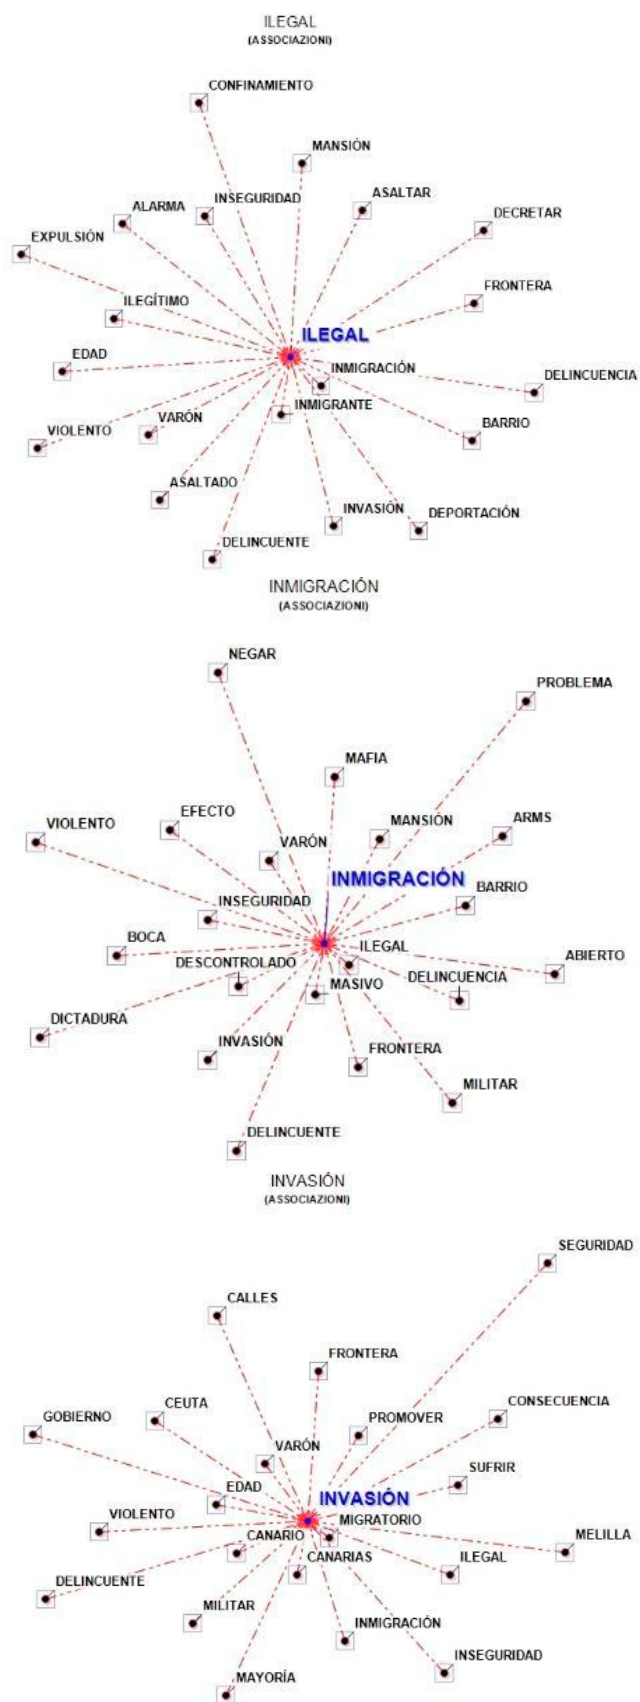 ILEGAL
(ASSOCIAZIONI)
CONFINAMIENTO
MANSIÓN
INSEGURIDAD
ASALTAR
ALARMA
DECRETAR
EXPULSIÓN
FRONTERA
ILEGÍTIMO
ILEGAL
EDAD
INMIGRACIÓN
DELINCUENCIA
INMIGRANTE
VARÓN
BARRIO
VIOLENTO
ASALTADO
INVASIÓN
DEPORTACIÓN
DELINCUENTE
INMIGRACIÓN
(ASSOCIAZIONI)
NEGAR
PROBLEMA
MAFIA
EFECTO
VIOLENTO
MANSIÓN
ARMS
VARÓN
INMIGRACIÓN
BARRIO
INSEGURIDAD
BOCA
ILEGAL
DESCONTROLADO
ABIERTO
MASIVO
DELINCUENCIA
DICTADURA
INVASIÓN
FRONTERA
MILITAR
DELINCUENTE
INVASIÓN
(ASSOCIAZIONI)
SEGURIDAD
CALLES
FRONTERA
CEUTA
CONSECUENCIA
GOBIERNO
PROMOVER
VARÓN
SUFRIR
EDAD
INVASIÓN
VIOLENTO
MIGRATORIO
CANARIO
MELILLA
CANARIAS
ILEGAL
DELINCUENTE
MILITAR
INMIGRACIÓN
INSEGURIDAD
MAYORÍA